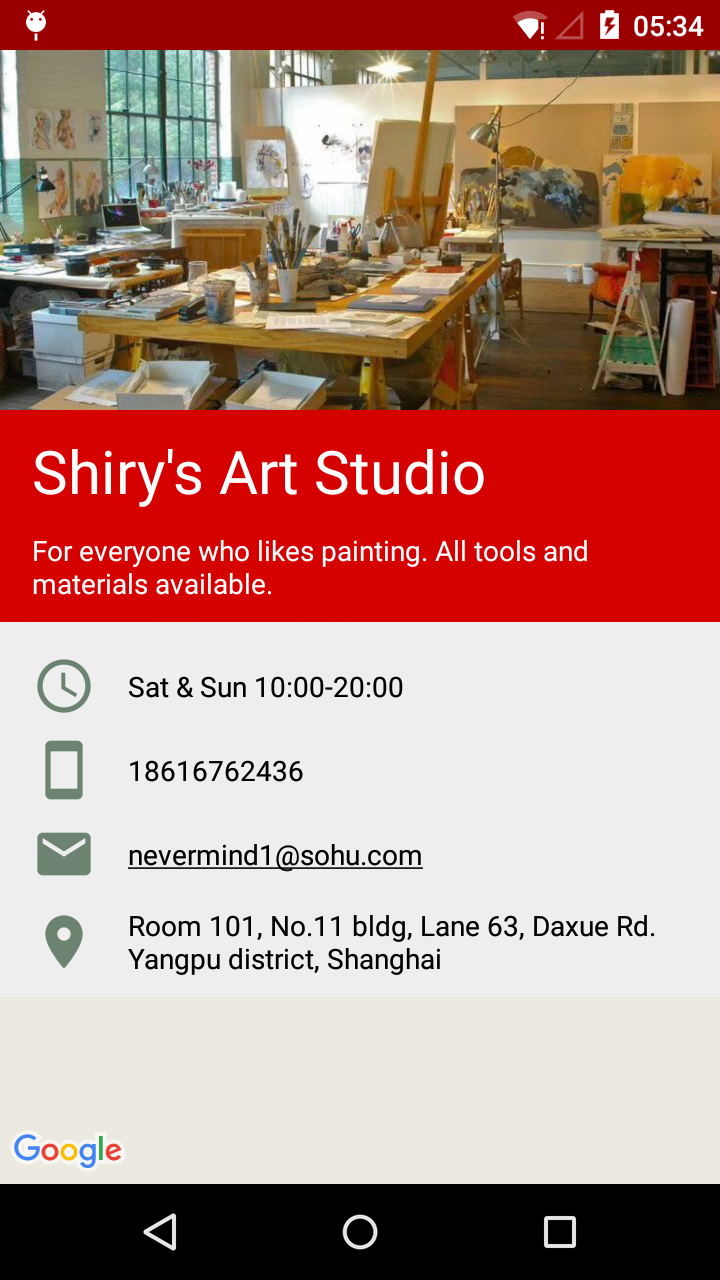 05:34
Shiry's Art Studio
For everyone who likes painting. All tools and
materials available.
Sat & Sun 10:00-20:00
18616762436
nevermind1@sohu.com
Room 101, No.11 bldg, Lane 63, Daxue Rd.
Yangpu district, Shanghai
Google